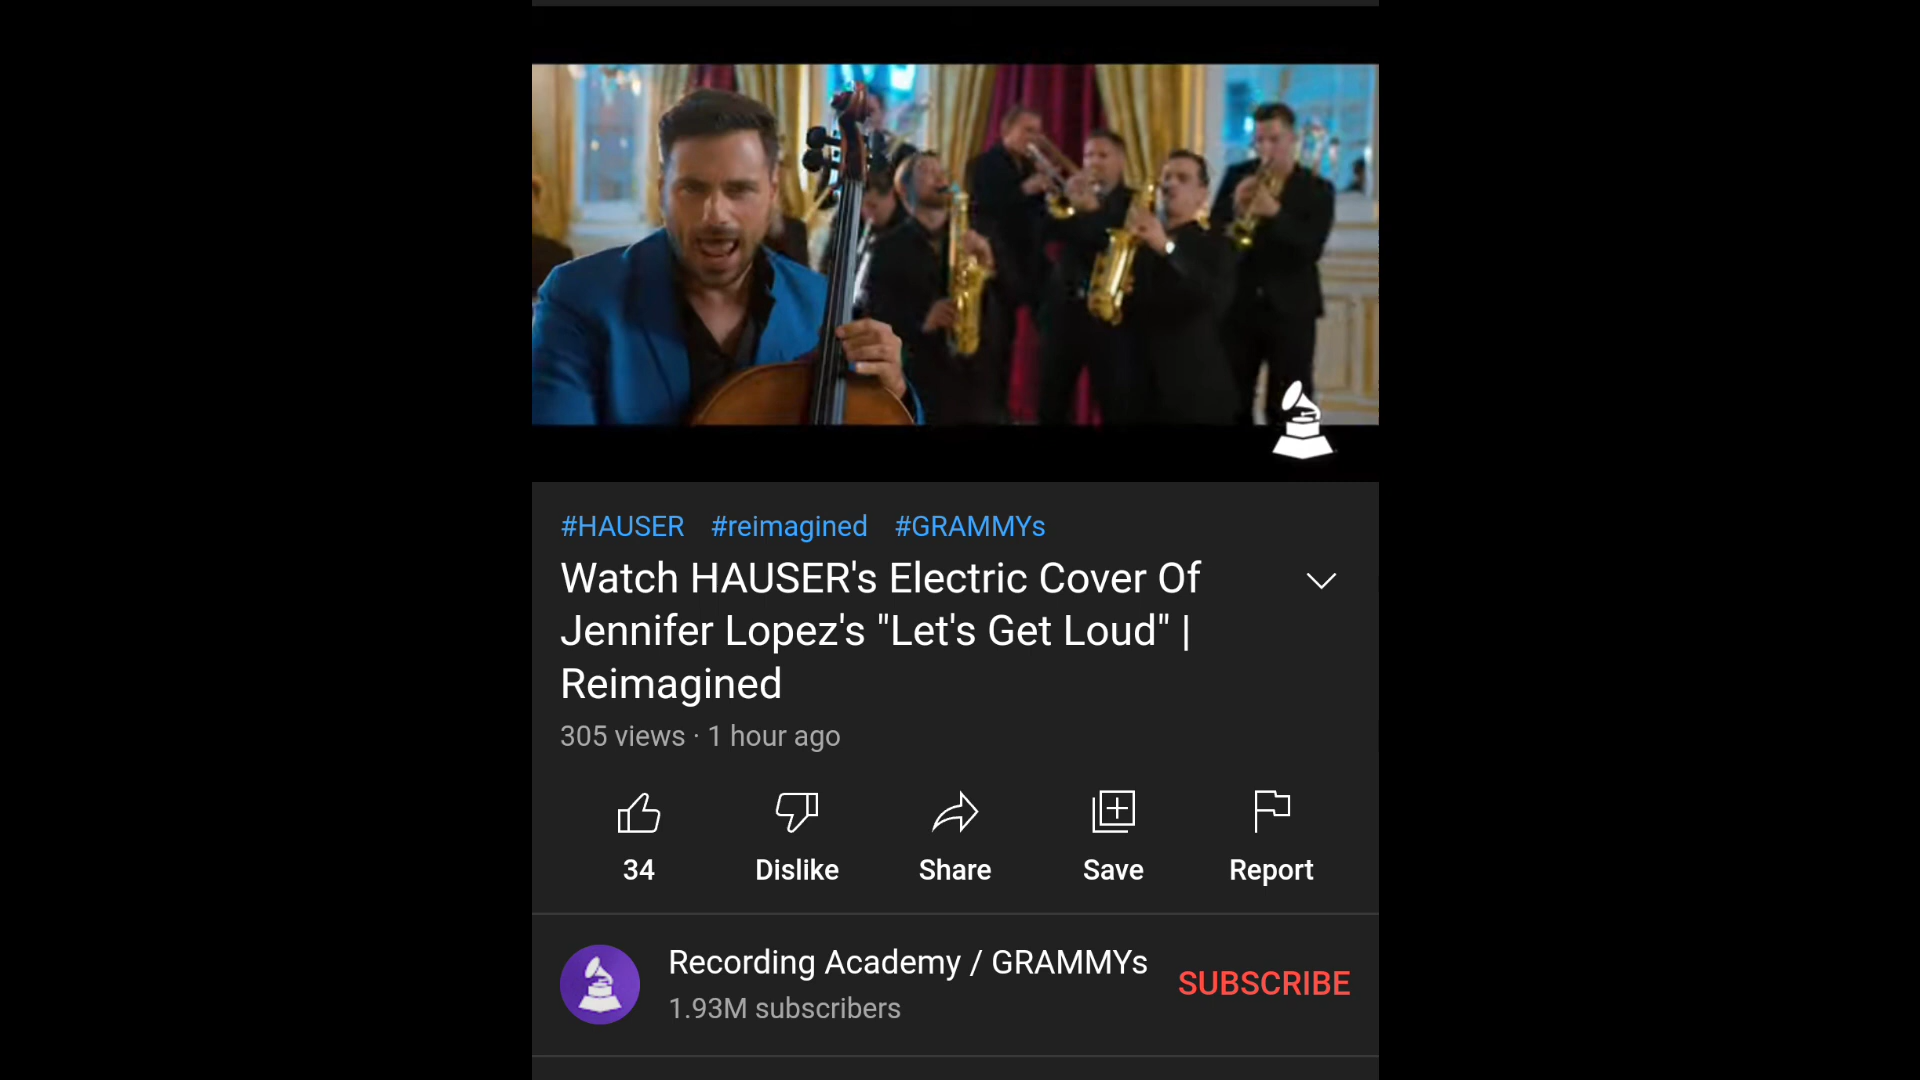 #HAUSER #reimagined #GRAMMYs
Watch HAUSER's Electric Cover Of
Jennifer Lopez's "Let's Get Loud" |
Reimagined
305 views · 1 hour ago
34 Dislike Share Save Report
Recording Academy / GRAMMYs
SUBSCRIBE
1.93M subscribers